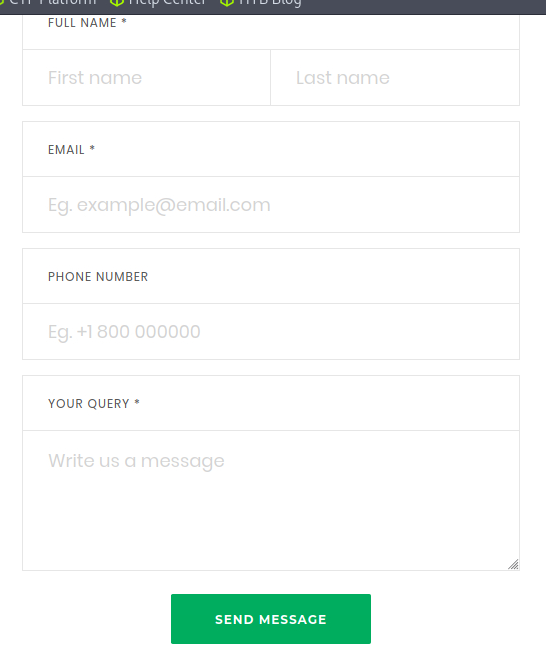 CTF Platform Help Center HTB Blog
FULL NAME *
First name Last name
EMAIL *
Eg. example@email.com
PHONE NUMBER
Eg. +1 800 000000
YOUR QUERY *
Write us a message
SEND MESSAGE